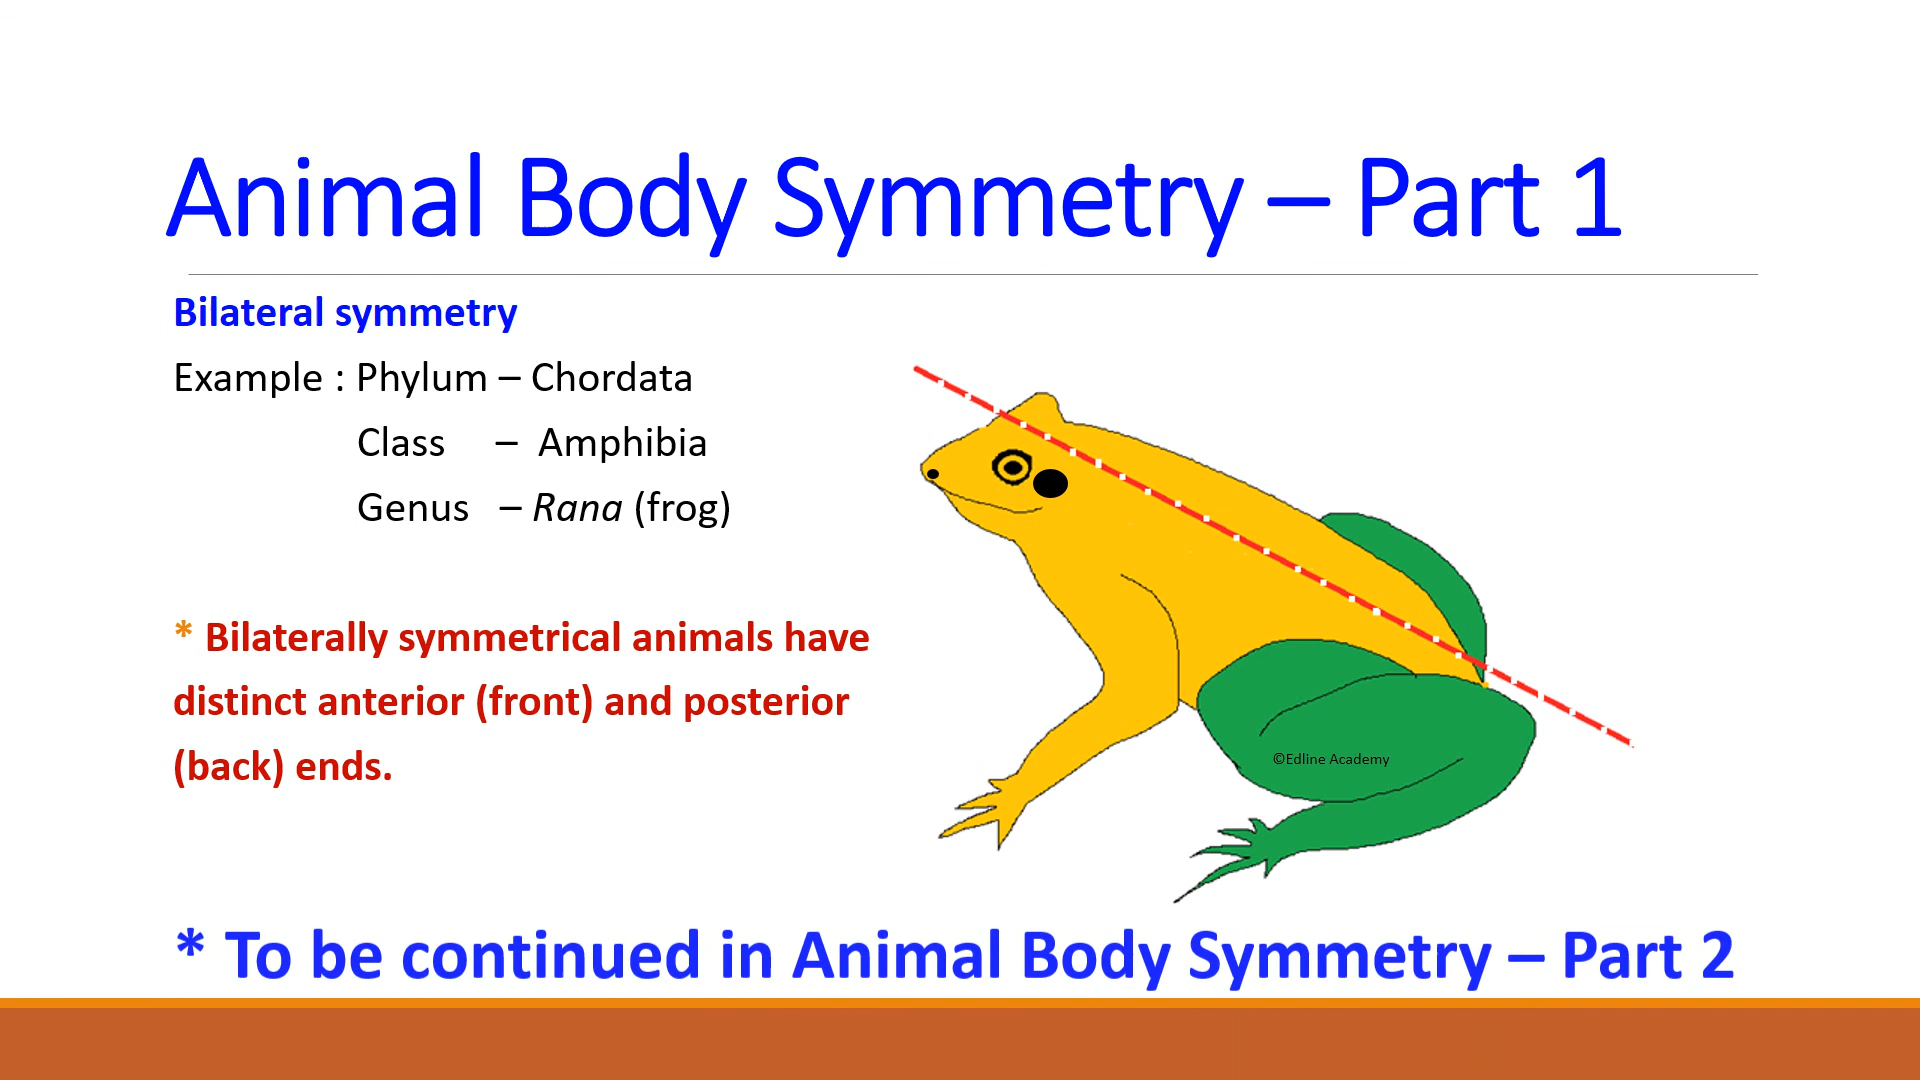 Animal Body Symmetry – Part 1
Bilateral symmetry
Example : Phylum – Chordata
Class – Amphibia
Genus – Rana (frog)
* Bilaterally symmetrical animals have
distinct anterior (front) and posterior
(back) ends.
©Edline Academy
* To be continued in Animal Body Symmetry – Part 2